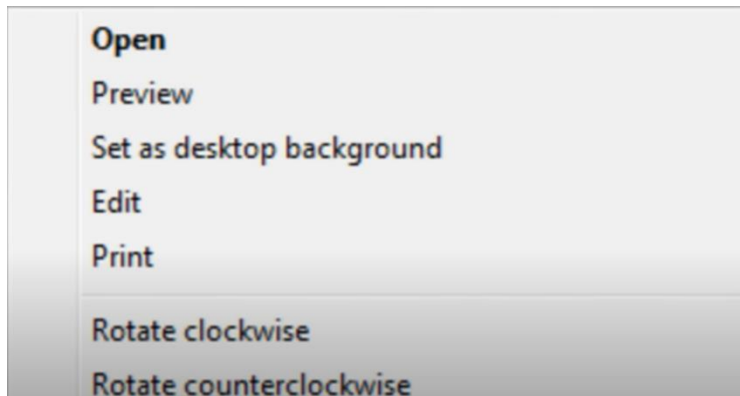 Open
Preview
Set as desktop background
Edit
Print
Rotate clockwise
Rotate counterclockwise